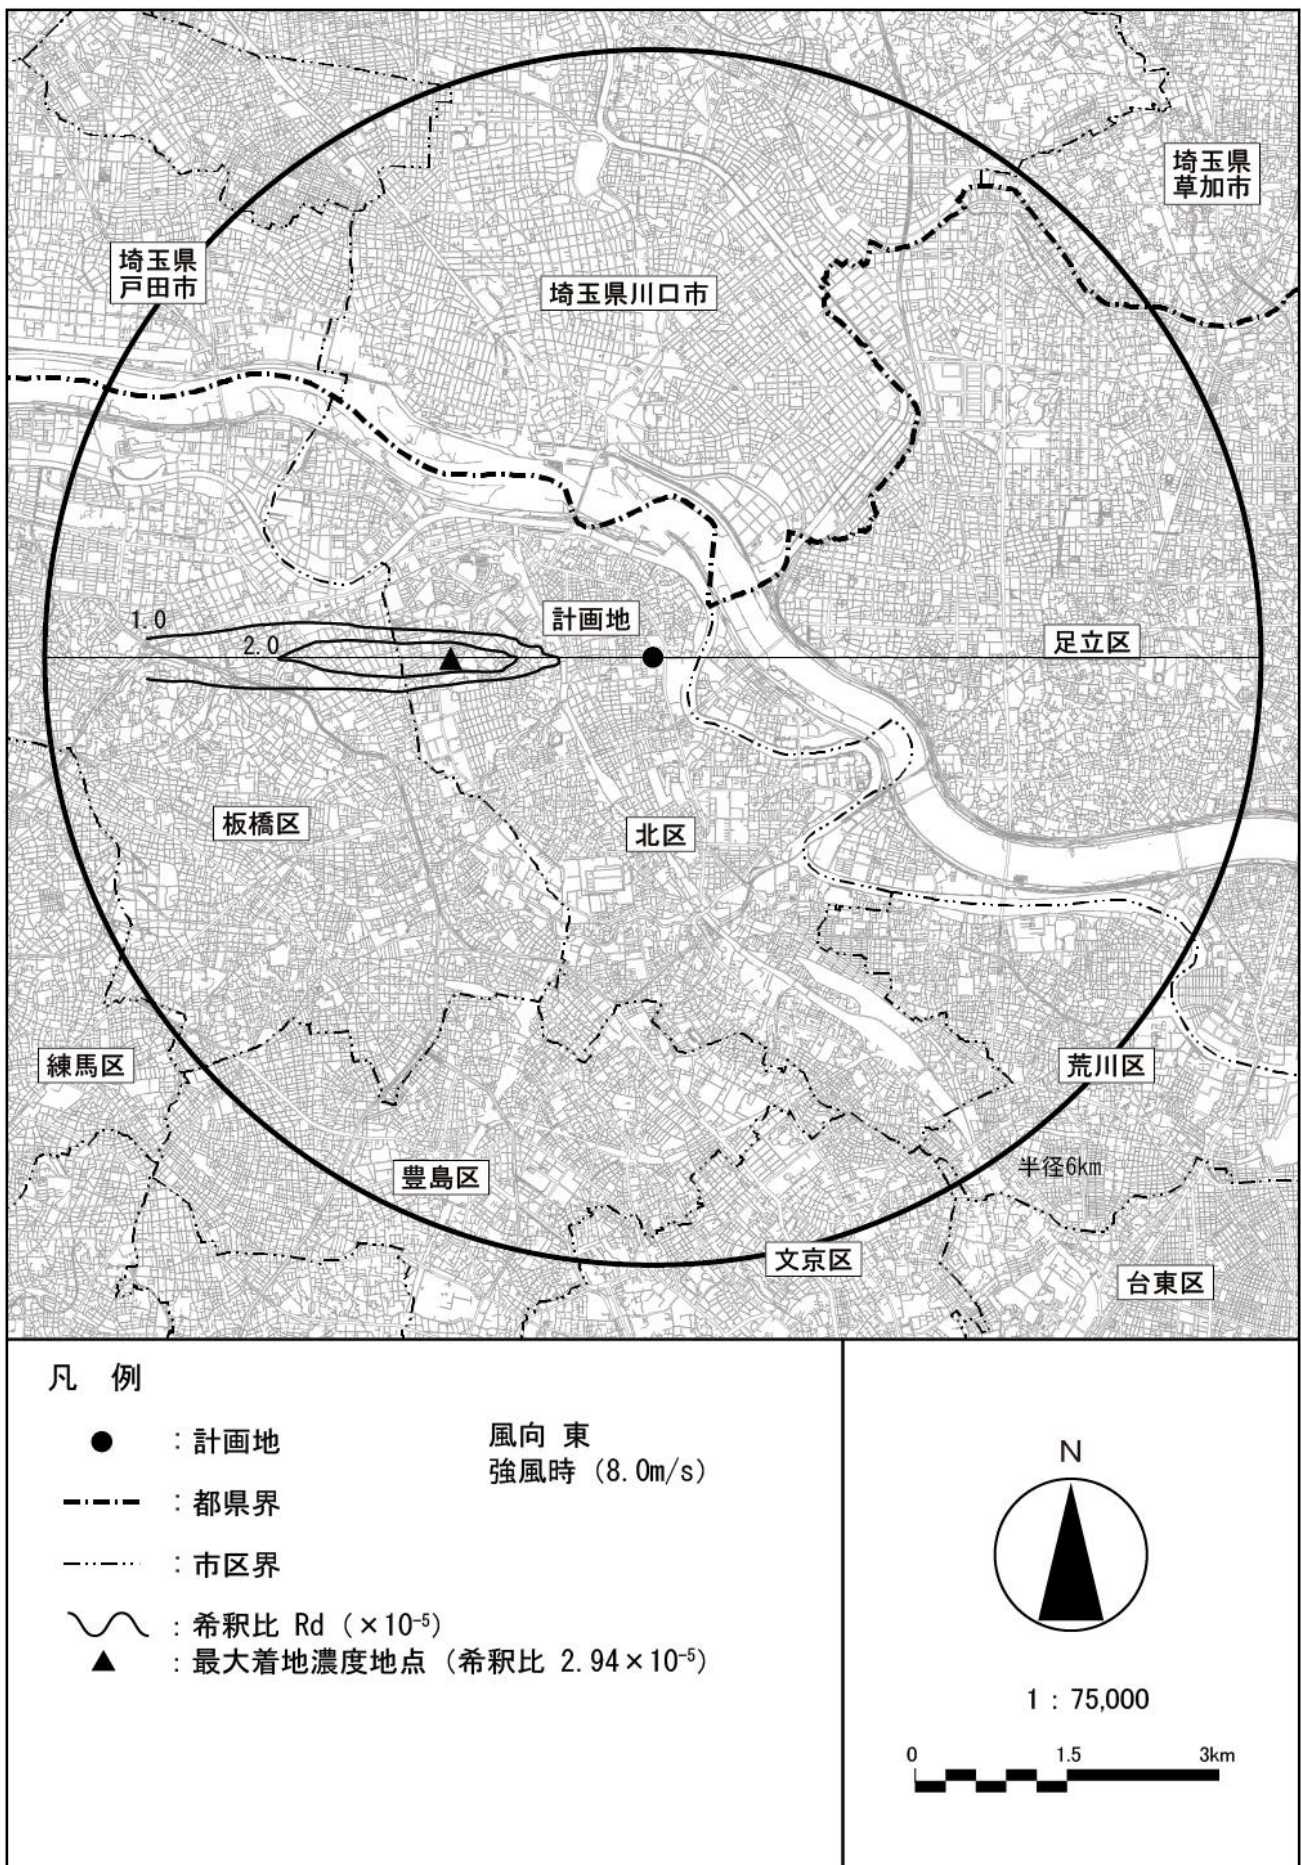 埼玉県
草加市
埼玉県
戸田市
埼玉県川口市
計画地
1.0
2.0
足立区
板橋区
北区
練馬区
荒川区
豊島区
半径6km
文京区
台東区
凡 例
● : 計画地
: 都県界
: 市区界
: 希釈比 Rd (×10⁻⁵)
▲ : 最大着地濃度地点 (希釈比 2.94×10⁻⁵)
風向 東
強風時 (8.0m/s)
N
1 : 75,000
0 1.5 3km